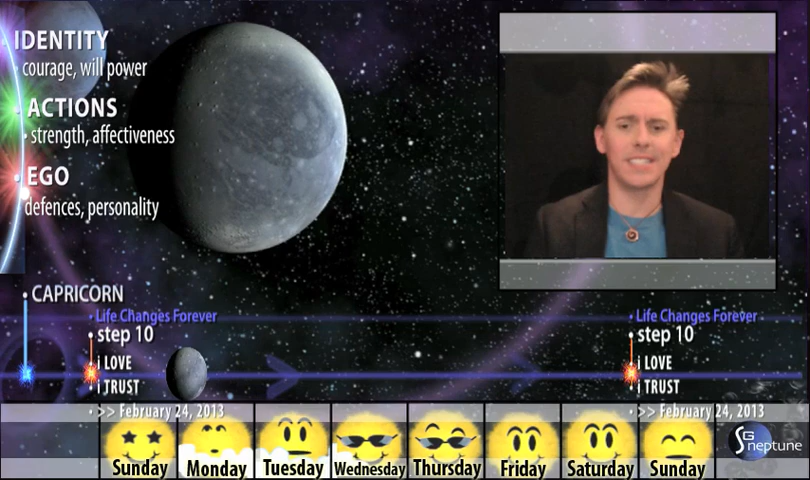 IDENTITY
courage, will power
ACTIONS
strength, affectiveness
EGO
defences, personality
CAPRICORN
Life Changes Forever
step 10
i LOVE
i TRUST
>> February 24, 2013
Life Changes Forever
step 10
i LOVE
i TRUST
>> February 24, 2013
Sunday
Monday
Tuesday
Wednesday
Thursday
Friday
Saturday
Sunday
SG
neptune